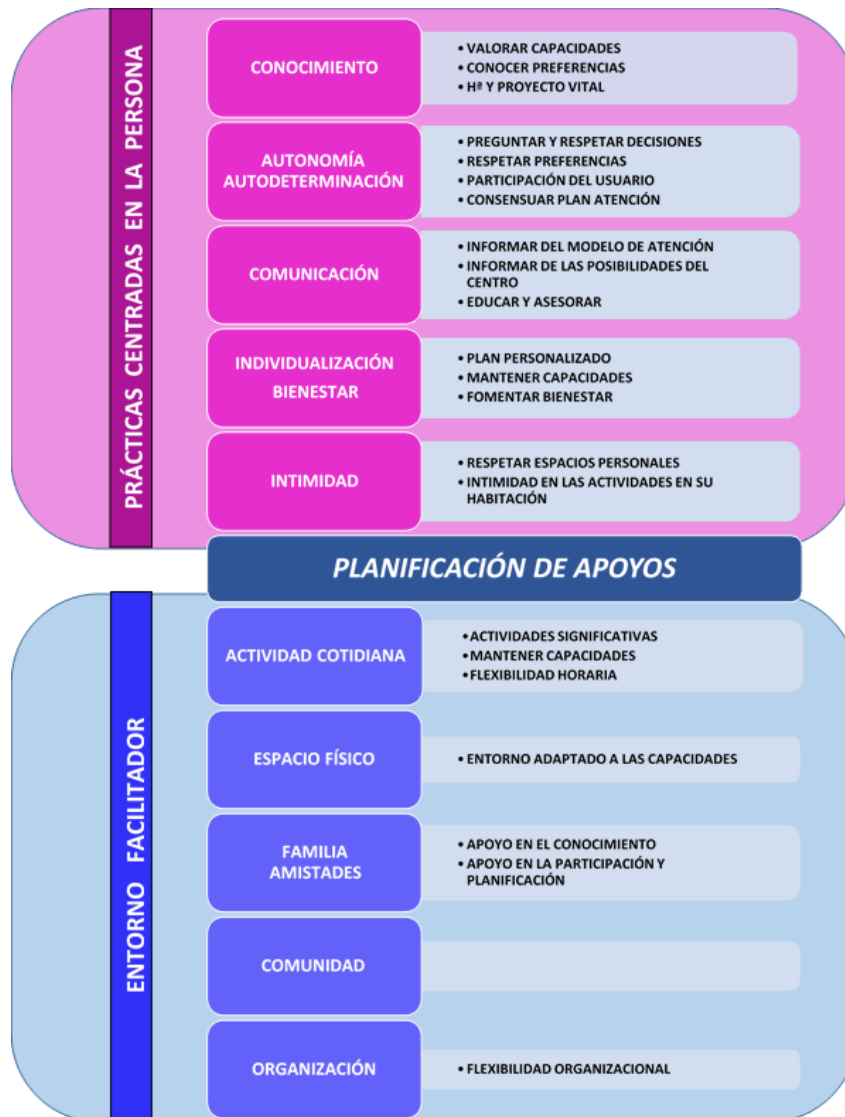 PRÁCTICAS CENTRADAS EN LA PERSONA
CONOCIMIENTO
• VALORAR CAPACIDADES
• CONOCER PREFERENCIAS
• Hª Y PROYECTO VITAL
AUTONOMÍA
AUTODETERMINACIÓN
• PREGUNTAR Y RESPETAR DECISIONES
• RESPETAR PREFERENCIAS
• PARTICIPACIÓN DEL USUARIO
• CONSENSUAR PLAN ATENCIÓN
COMUNICACIÓN
• INFORMAR DEL MODELO DE ATENCIÓN
• INFORMAR DE LAS POSIBILIDADES DEL
CENTRO
• EDUCAR Y ASESORAR
INDIVIDUALIZACIÓN
BIENESTAR
• PLAN PERSONALIZADO
• MANTENER CAPACIDADES
• FOMENTAR BIENESTAR
INTIMIDAD
• RESPETAR ESPACIOS PERSONALES
• INTIMIDAD EN LAS ACTIVIDADES EN SU
HABITACIÓN
PLANIFICACIÓN DE APOYOS
ENTORNO FACILITADOR
ACTIVIDAD COTIDIANA
• ACTIVIDADES SIGNIFICATIVAS
• MANTENER CAPACIDADES
• FLEXIBILIDAD HORARIA
ESPACIO FÍSICO
• ENTORNO ADAPTADO A LAS CAPACIDADES
FAMILIA
AMISTADES
• APOYO EN EL CONOCIMIENTO
• APOYO EN LA PARTICIPACIÓN Y
PLANIFICACIÓN
COMUNIDAD
ORGANIZACIÓN
• FLEXIBILIDAD ORGANIZACIONAL